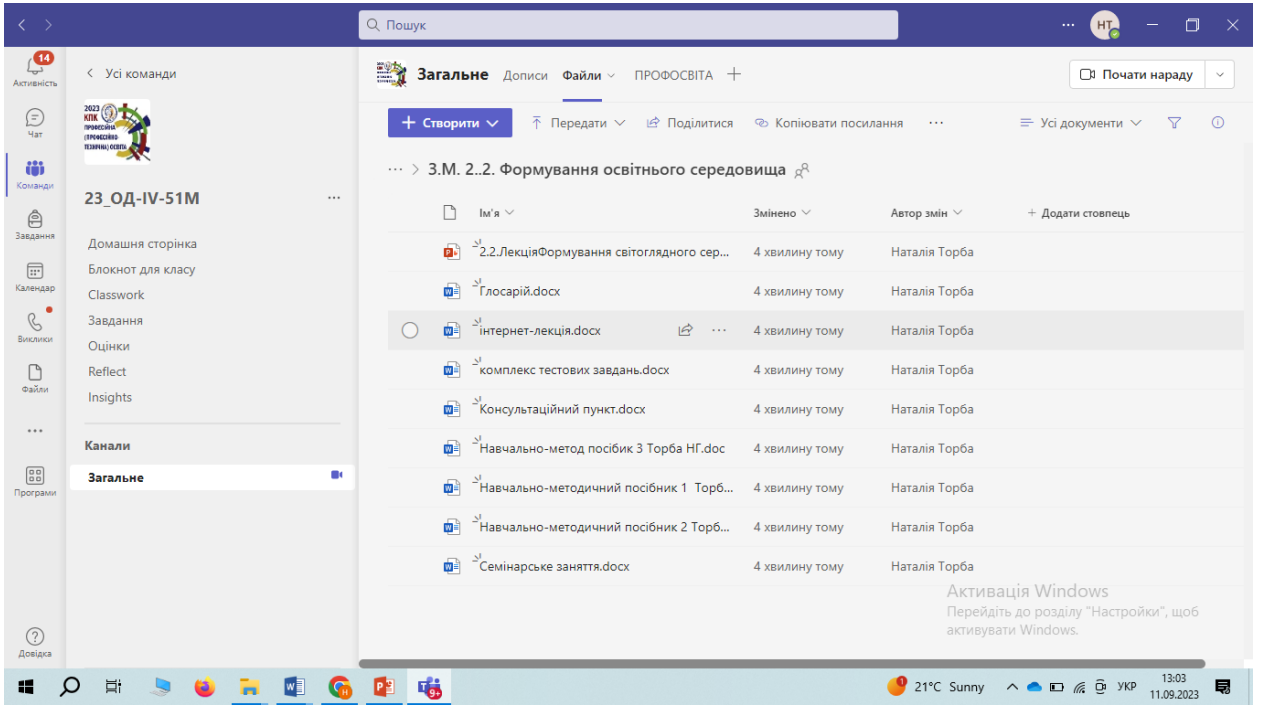 Пошук
НТ
14
Активність
Чат
Команди
Завдання
Календар
Виклики
Файли
Програми
Довідка
Усі команди
2023
КПК
ПРОФЕСІЙНА
(ПРОФЕСІЙНО-
ТЕХНІЧНА) ОСВІТА
23_ОД-IV-51М
Домашня сторінка
Блокнот для класу
Classwork
Завдання
Оцінки
Reflect
Insights
Канали
Загальне
Загальне Дописи Файли ПРОФОСВІТА
Почати нараду
Створити Передати Поділитися Копіювати посилання ... Усі документи
... > З.М. 2..2. Формування освітнього середовища
Ім'я Змінено Автор змін + Додати стовпець
2.2.ЛекціяФормування світоглядного сер... 4 хвилину тому Наталія Торба
Глосарій.docx 4 хвилину тому Наталія Торба
інтернет-лекція.docx ... 4 хвилину тому Наталія Торба
комплекс тестових завдань.docx 4 хвилину тому Наталія Торба
Консультаційний пункт.docx 4 хвилину тому Наталія Торба
Навчально-метод посібик 3 Торба НГ.doc 4 хвилину тому Наталія Торба
Навчально-методичний посібник 1 Торб... 4 хвилину тому Наталія Торба
Навчально-методичний посібник 2 Торб... 4 хвилину тому Наталія Торба
Семінарське заняття.docx 4 хвилину тому Наталія Торба
Активація Windows
Перейдіть до розділу "Настройки", щоб
активувати Windows.
9+
1
21°C Sunny
УКР
13:03
11.09.2023